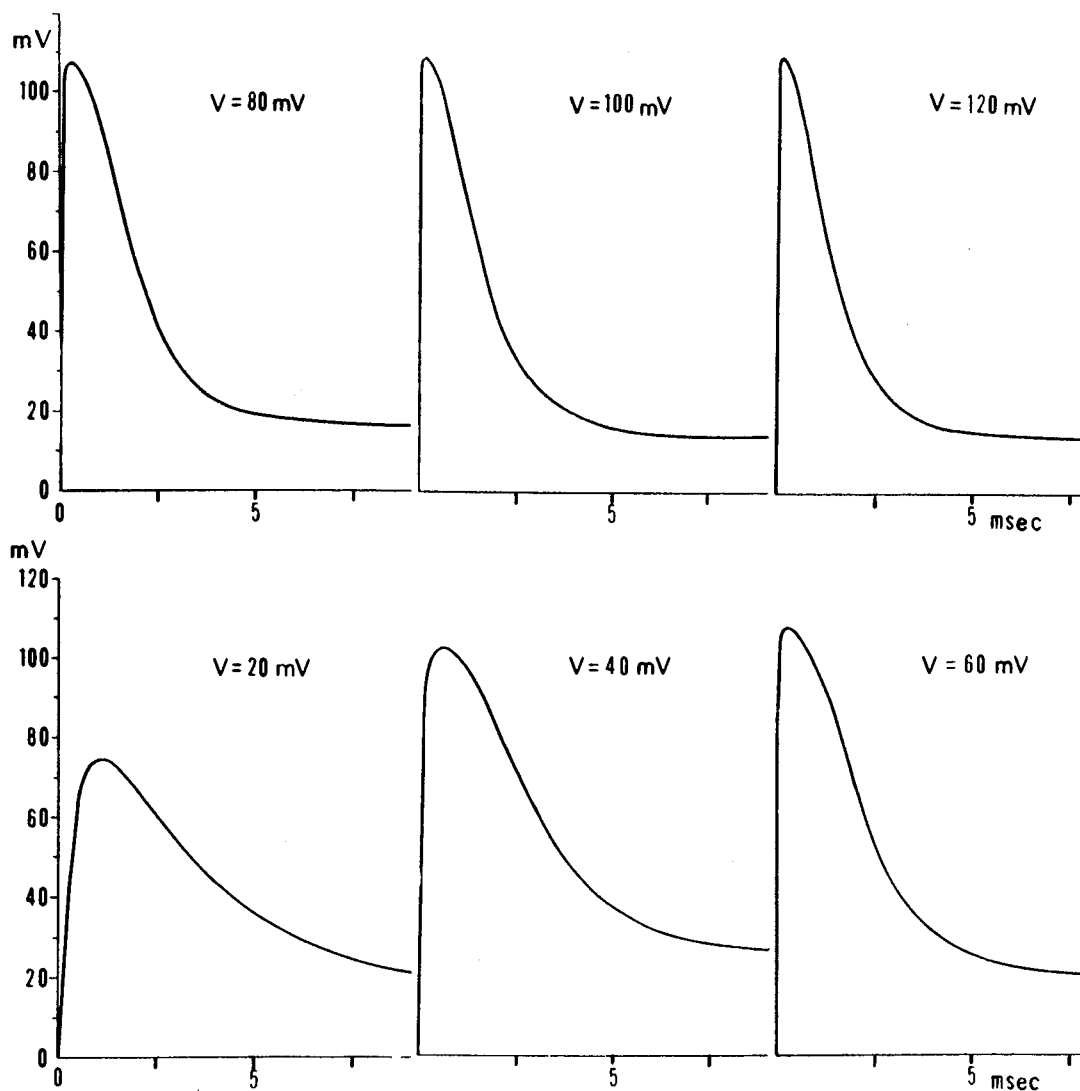 mV
100
80
60
40
20
0
V = 80 mV
V = 100 mV
V = 120 mV
0 5 5 5 msec
mV
120
100
80
60
40
20
0
V = 20 mV
V = 40 mV
V = 60 mV
0 5 5 5 msec